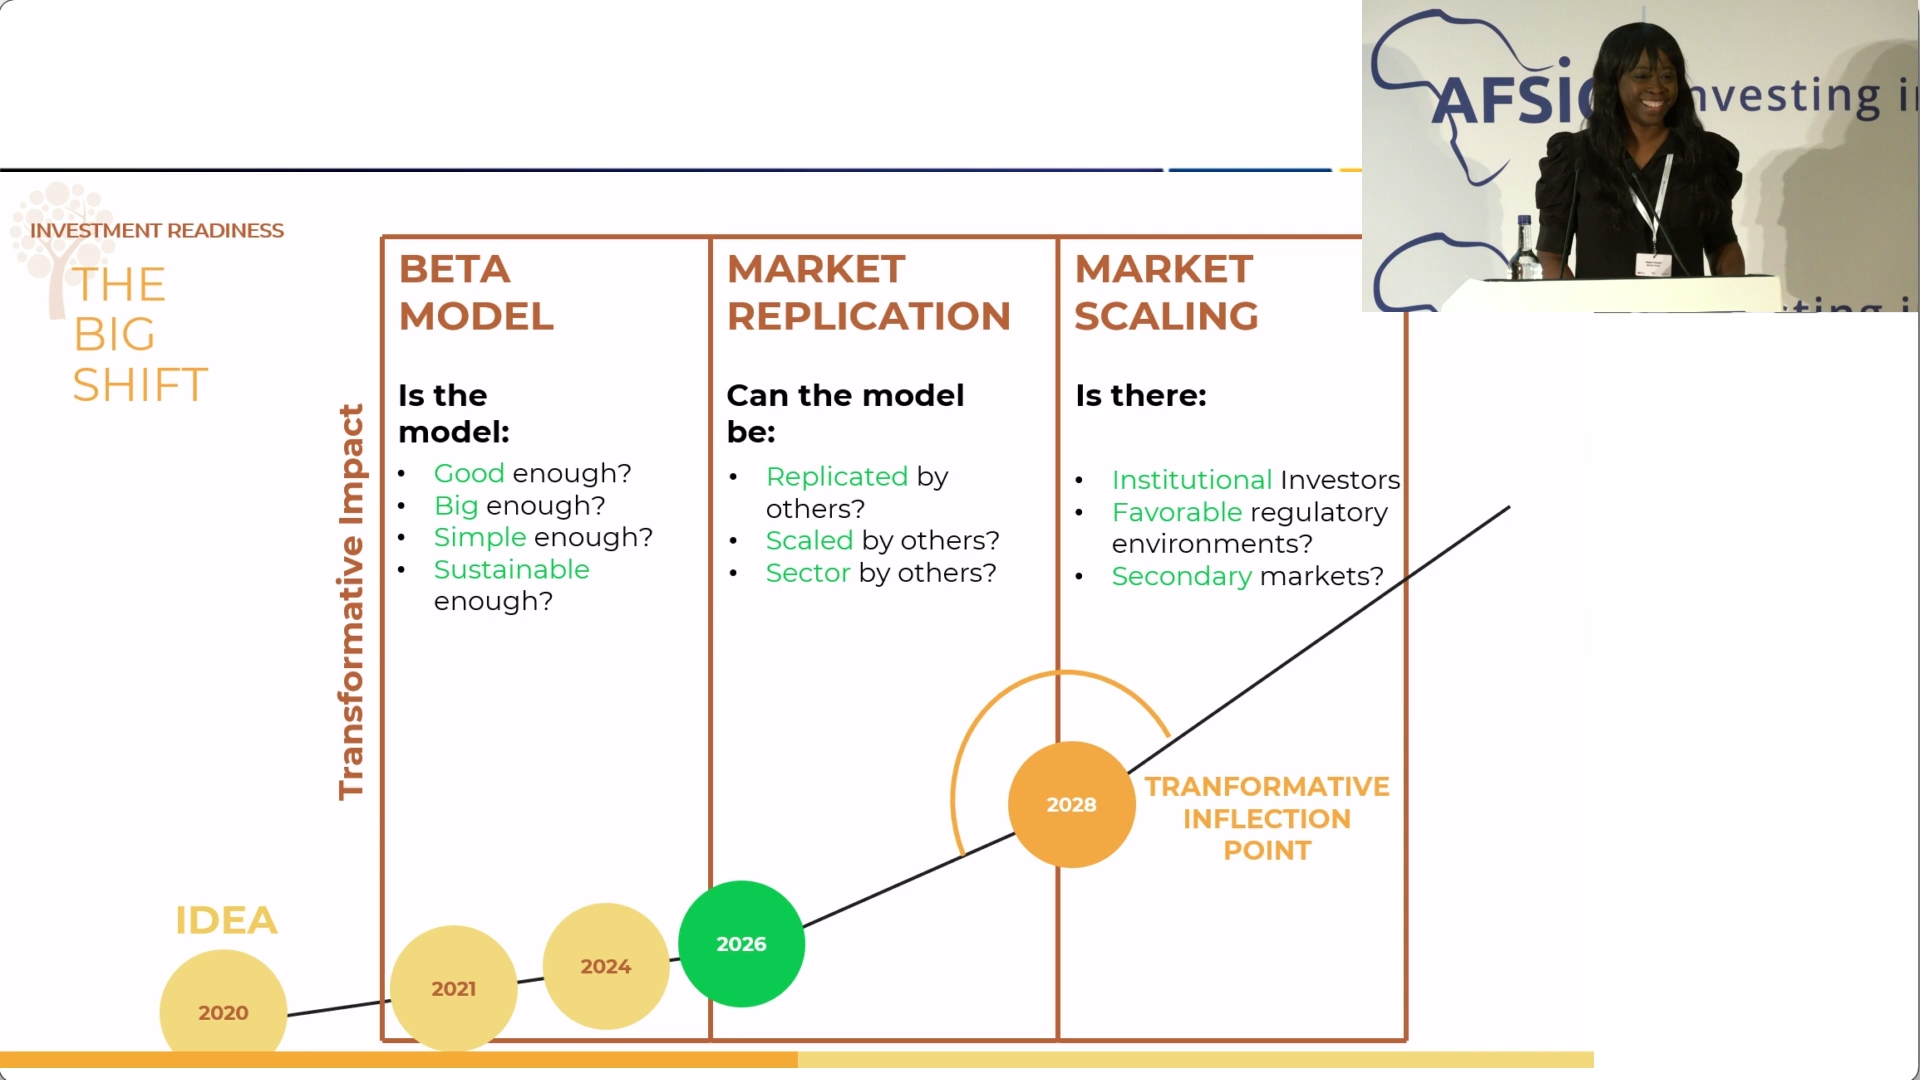 INVESTMENT READINESS
THE
BIG
SHIFT
Transformative Impact
BETA
MODEL
Is the
model:
• Good enough?
• Big enough?
• Simple enough?
• Sustainable
enough?
MARKET
REPLICATION
Can the model
be:
• Replicated by
others?
• Scaled by others?
• Sector by others?
MARKET
SCALING
Is there:
• Institutional Investors
• Favorable regulatory
environments?
• Secondary markets?
IDEA
2020
2021
2024
2026
2028
TRANFORMATIVE
INFLECTION
POINT
AFSiC nvesting i
sting i